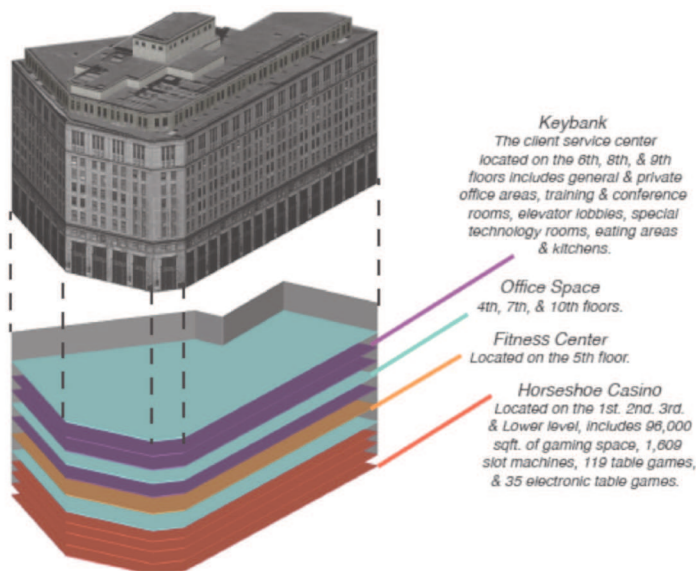 Keybank
The client service center
located on the 6th, 8th, & 9th
floors includes general & private
office areas, training & conference
rooms, elevator lobbies, special
technology rooms, eating areas
& kitchens.
Office Space
4th, 7th, & 10th floors.
Fitness Center
Located on the 5th floor.
Horseshoe Casino
Located on the 1st. 2nd. 3rd.
& Lower level, includes 96,000
sqft. of gaming space, 1,609
slot machines, 119 table games,
& 35 electronic table games.